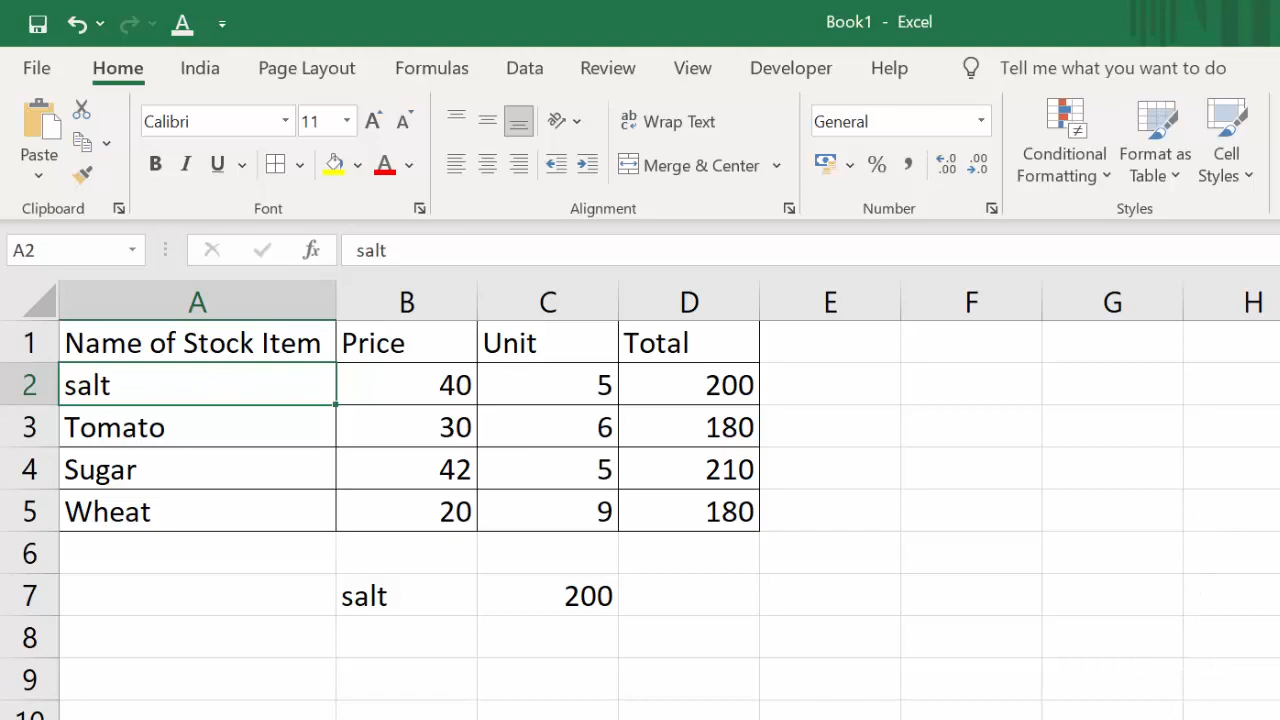 Book1 - Excel
File Home India Page Layout Formulas Data Review View Developer Help Tell me what you want to do
Calibri 11 Wrap Text General
Paste Merge & Center Conditional Formatting Format as Table Cell Styles
Clipboard Font Alignment Number Styles
A2 fx salt
A B C D E F G H
1 Name of Stock Item Price Unit Total
2 salt 40 5 200
3 Tomato 30 6 180
4 Sugar 42 5 210
5 Wheat 20 9 180
6
7 salt 200
8
9
10